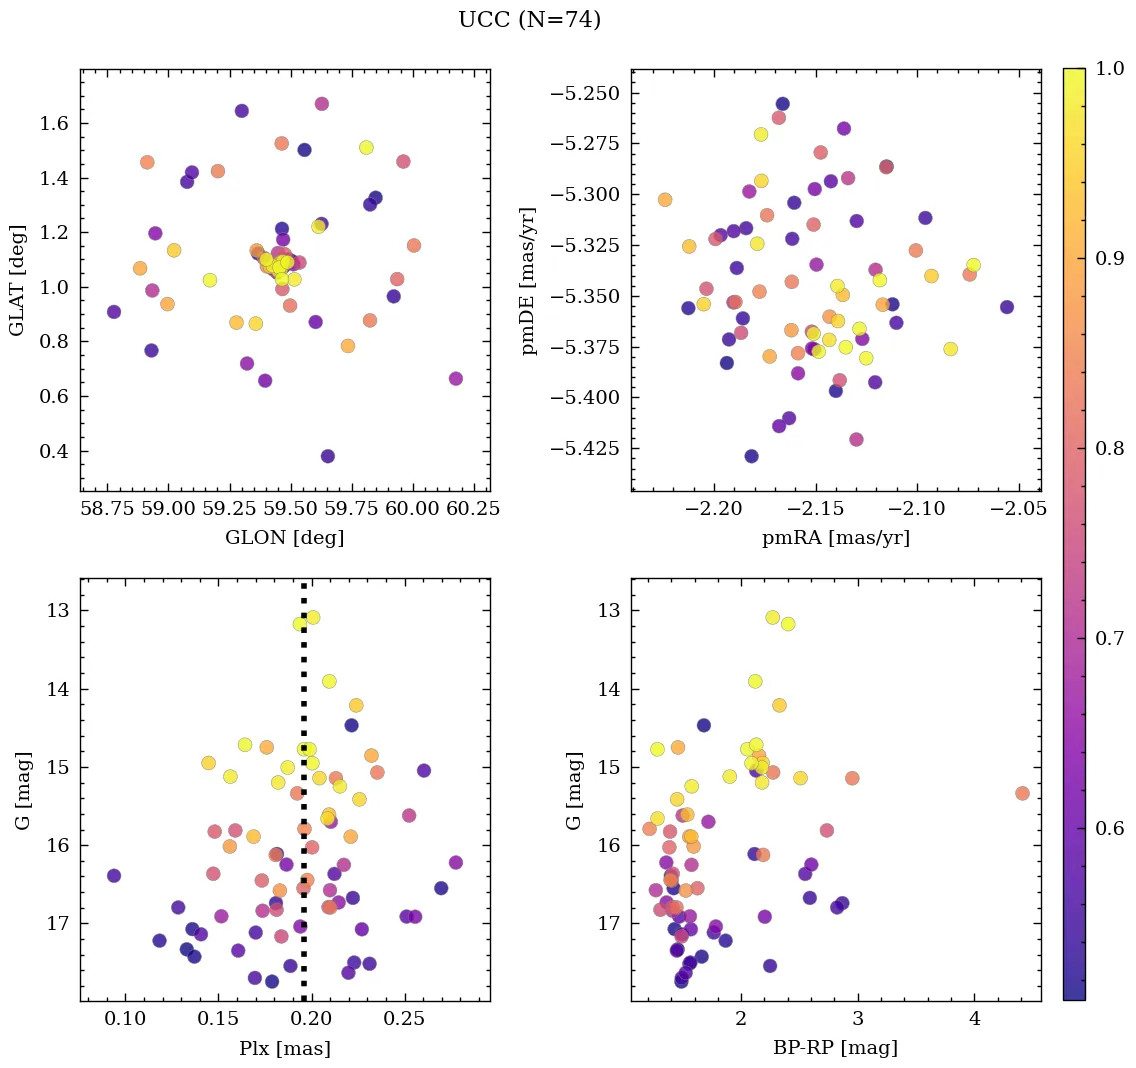 UCC (N=74)
1.6
1.4
1.2
1.0
0.8
0.6
0.4
GLAT [deg]
58.75 59.00 59.25 59.50 59.75 60.00 60.25
GLON [deg]
−5.250
−5.275
−5.300
−5.325
−5.350
−5.375
−5.400
−5.425
pmDE [mas/yr]
−2.20 −2.15 −2.10 −2.05
pmRA [mas/yr]
13
14
15
16
17
G [mag]
0.10 0.15 0.20 0.25
Plx [mas]
13
14
15
16
17
G [mag]
2 3 4
BP-RP [mag]
1.0
0.9
0.8
0.7
0.6